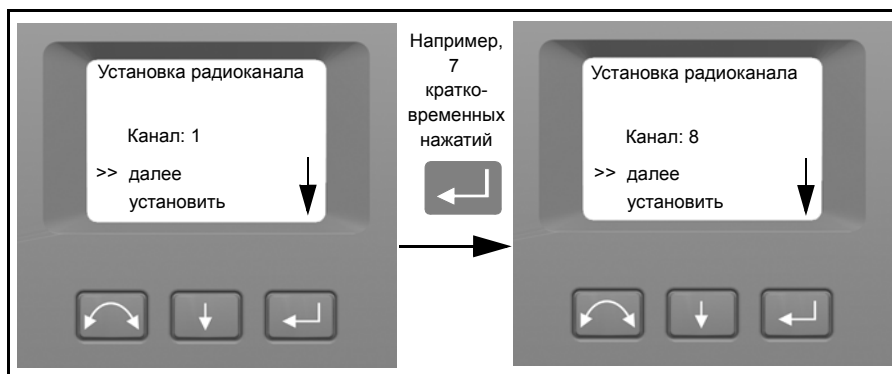 Установка радиоканала
Канал: 1
>> далее
установить
Например,
7
кратко-
временных
нажатий
Установка радиоканала
Канал: 8
>> далее
установить